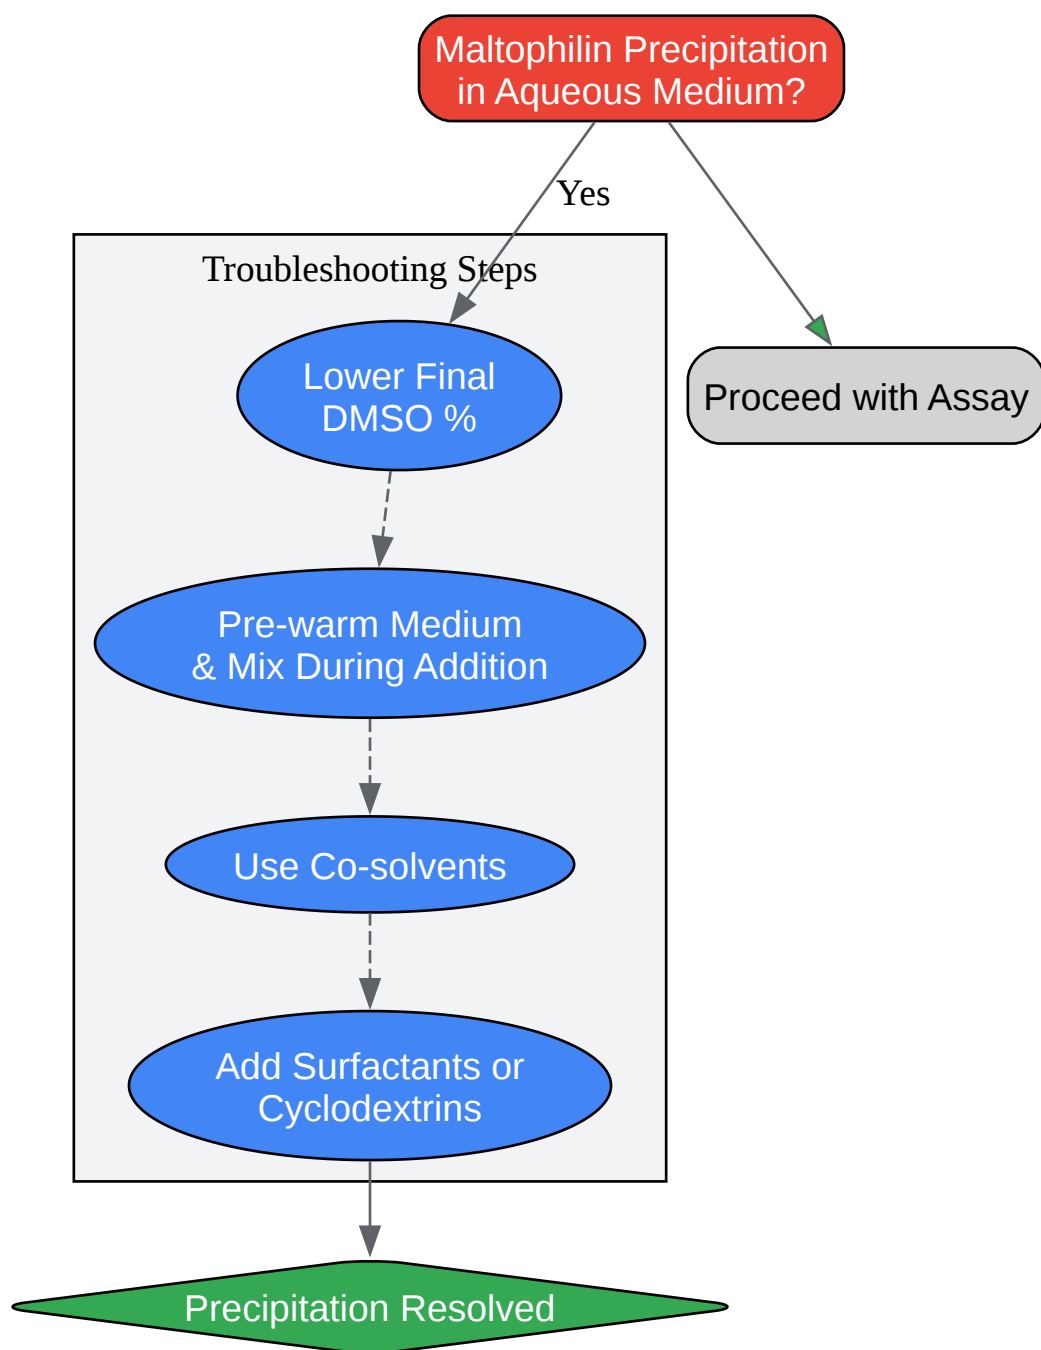 Maltophilin Precipitation
in Aqueous Medium?
Yes
Troubleshooting Steps
Lower Final
DMSO %
Proceed with Assay
Pre-warm Medium
& Mix During Addition
Use Co-solvents
Add Surfactants or
Cyclodextrins
Precipitation Resolved